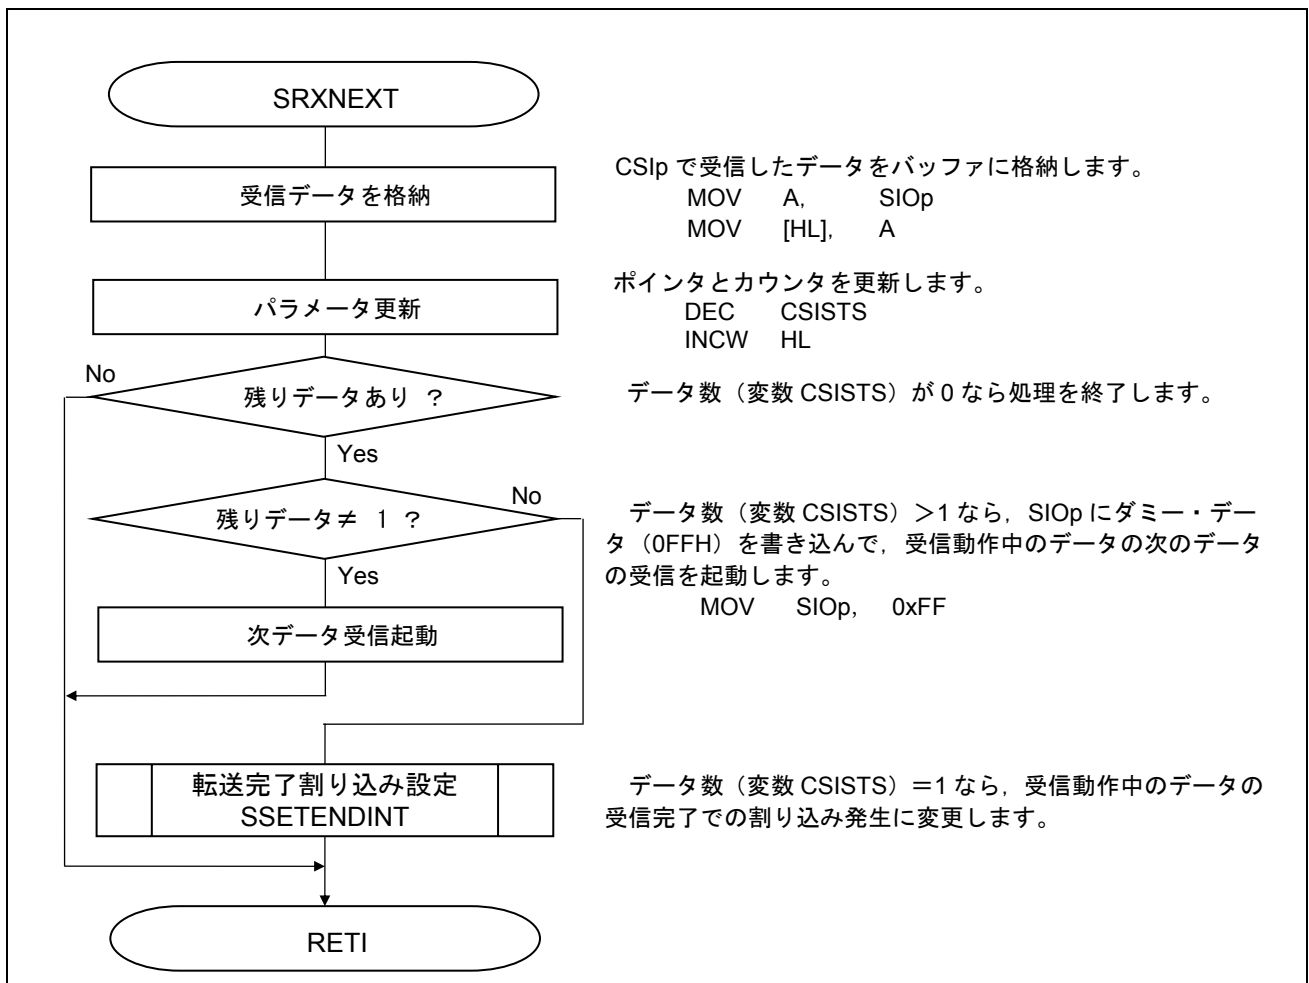 SRXNEXT
受信データを格納
CSIp で受信したデータをバッファに格納します。
MOV A, SIOp
MOV [HL], A
パラメータ更新
ポインタとカウンタを更新します。
DEC CSISTS
INCW HL
No
残りデータあり ？
データ数（変数 CSISTS）が 0 なら処理を終了します。
Yes
残りデータ≠ 1 ？
No
データ数（変数 CSISTS）＞1 なら，SIOp にダミー・デー
タ（0FFH）を書き込んで，受信動作中のデータの次のデータ
の受信を起動します。
MOV SIOp, 0xFF
Yes
次データ受信起動
転送完了割り込み設定
SSETENDINT
データ数（変数 CSISTS）＝1 なら，受信動作中のデータの
受信完了での割り込み発生に変更します。
RETI